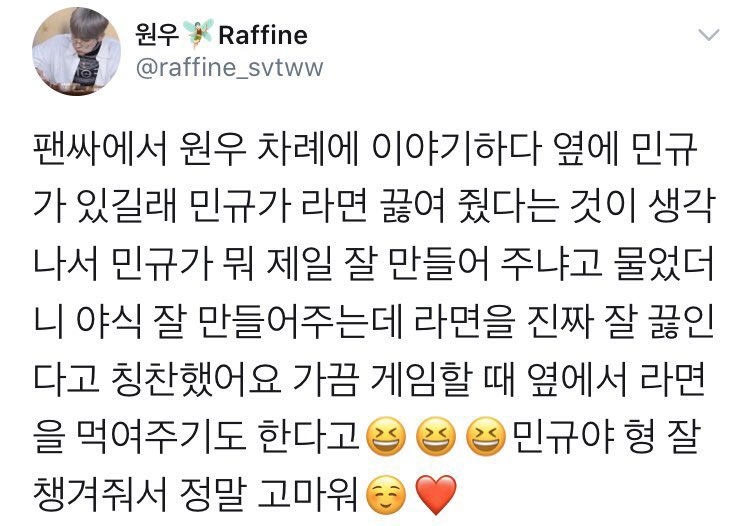 원우🧚Raffine
@raffine_svtww
팬싸에서 원우 차례에 이야기하다 옆에 민규
가 있길래 민규가 라면 끓여 줬다는 것이 생각
나서 민규가 뭐 제일 잘 만들어 주냐고 물었더
니 야식 잘 만들어주는데 라면을 진짜 잘 끓인
다고 칭찬했어요 가끔 게임할 때 옆에서 라면
을 먹여주기도 한다고😆😆😆민규야 형 잘
챙겨줘서 정말 고마워☺️❤️